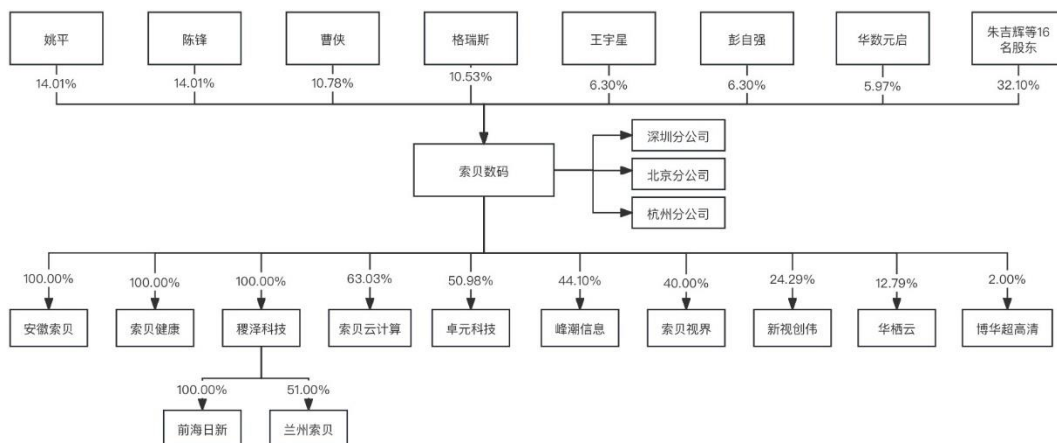 姚平
陈锋
曹侠
格瑞斯
王宇星
彭自强
华数元启
朱吉辉等16
名股东
14.01%
14.01%
10.78%
10.53%
6.30%
6.30%
5.97%
32.10%
索贝数码
深圳分公司
北京分公司
杭州分公司
100.00%
100.00%
100.00%
63.03%
50.98%
44.10%
40.00%
24.29%
12.79%
2.00%
安徽索贝
索贝健康
稷泽科技
索贝云计算
卓元科技
峰潮信息
索贝视界
新视创伟
华栖云
博华超高清
100.00%
51.00%
前海日新
兰州索贝